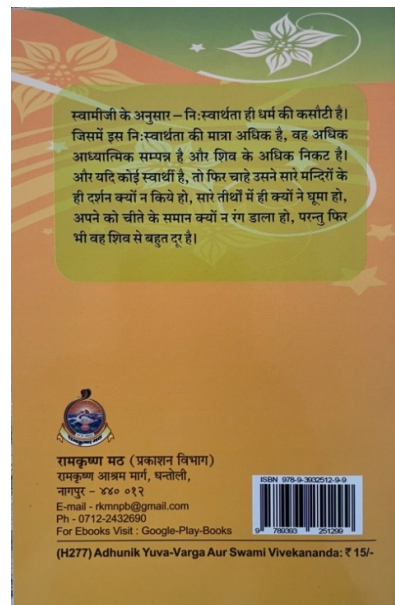 स्वामीजी के अनुसार – नि:स्वार्थता ही धर्म की कसौटी है।
जिसमें इस नि:स्वार्थता की मात्रा अधिक है, वह अधिक
आध्यात्मिक सम्पन्न है और शिव के अधिक निकट है।
और यदि कोई स्वार्थी है, तो फिर चाहे उसने सारे मन्दिरों के
ही दर्शन क्यों न किये हो, सारे तीर्थों में ही क्यों ने घूमा हो,
अपने को चीते के समान क्यों न रंग डाला हो, परन्तु फिर
भी वह शिव से बहुत दूर है।
रामकृष्ण मठ (प्रकाशन विभाग)
रामकृष्ण आश्रम मार्ग, धन्तोली,
नागपुर – ४४० ०१२
E-mail - rkmnpb@gmail.com
Ph - 0712-2432690
For Ebooks Visit : Google-Play-Books
ISBN 978-9-3932512-9-9
9 789393 251299
(H277) Adhunik Yuva-Varga Aur Swami Vivekananda: ₹ 15/-